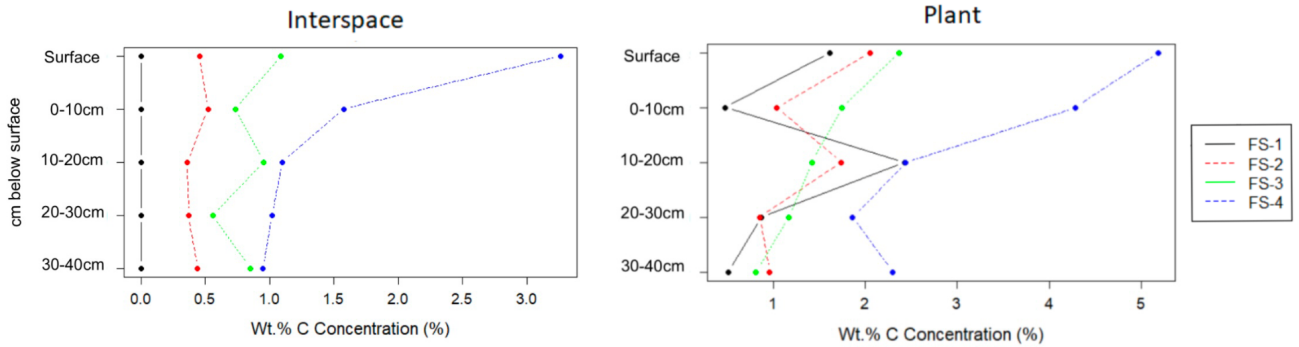 Interspace
Surface
0-10cm
10-20cm
20-30cm
30-40cm
cm below surface
0.0 0.5 1.0 1.5 2.0 2.5 3.0
Wt.% C Concentration (%)
Plant
Surface
0-10cm
10-20cm
20-30cm
30-40cm
1 2 3 4 5
Wt.% C Concentration (%)
FS-1
FS-2
FS-3
FS-4